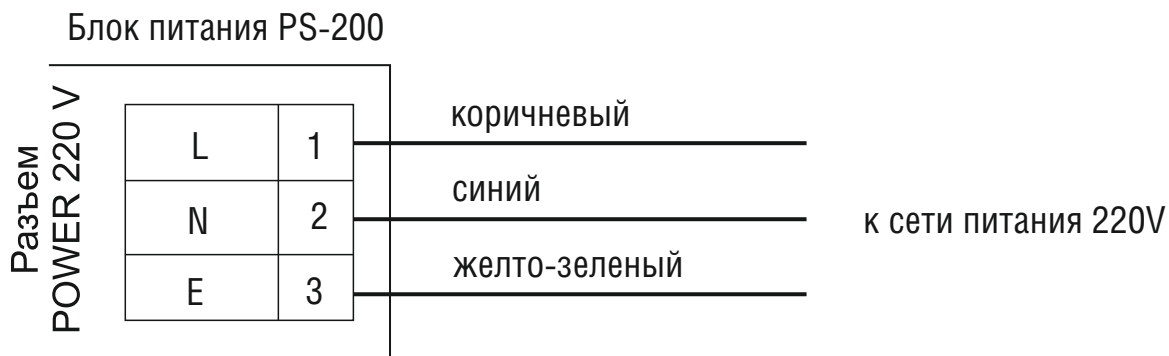 Блок питания PS-200
Разъем
POWER 220 V
L 1 коричневый
N 2 синий
E 3 желто-зеленый
к сети питания 220V